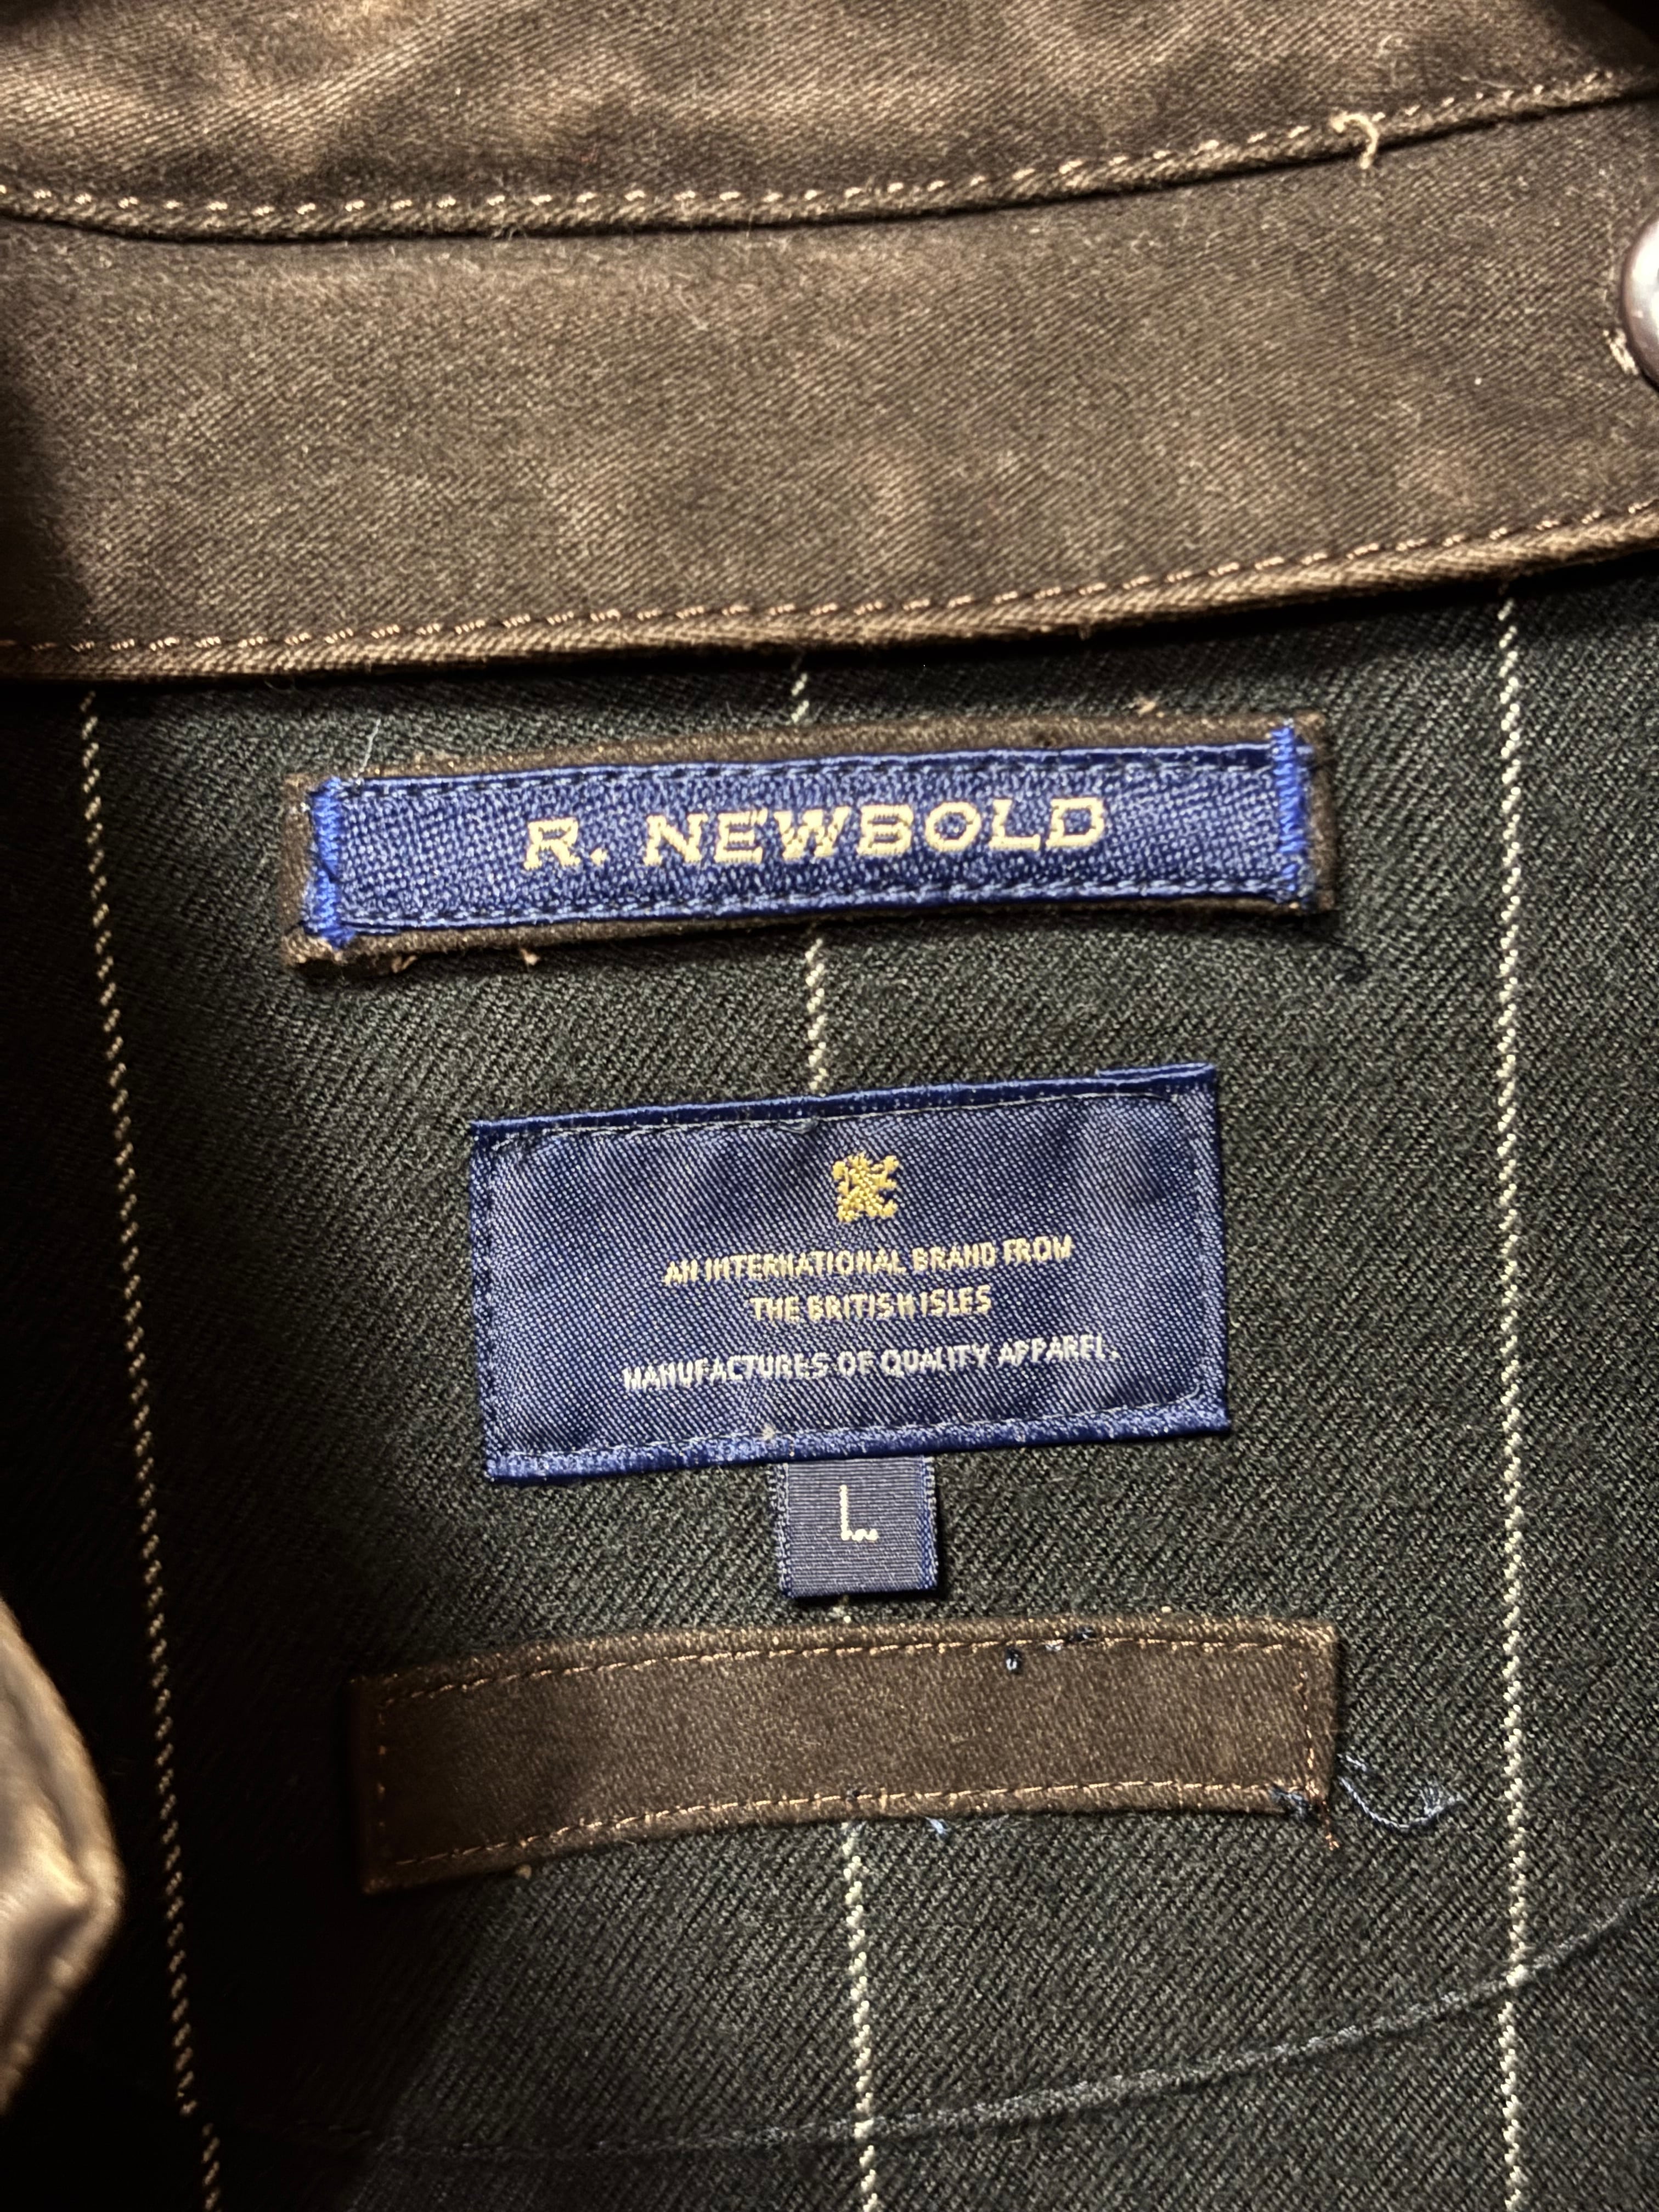 R. NEWBOLD
AN INTERNATIONAL BRAND FROM
THE BRITISH ISLES
MANUFACTURES OF QUALITY APPAREL.
L